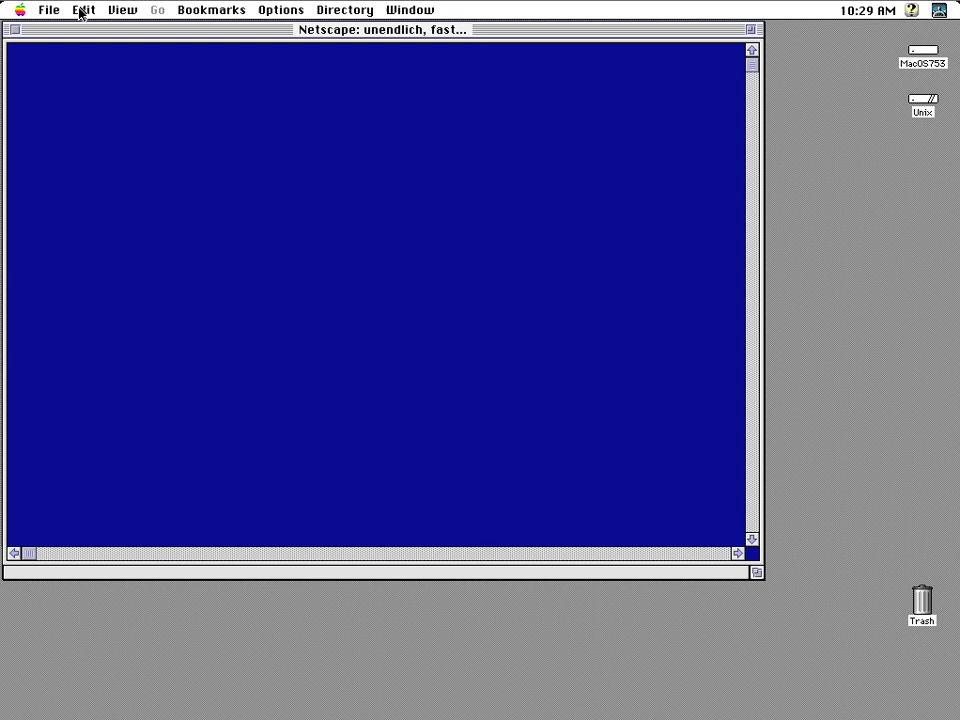 File Edit View Go Bookmarks Options Directory Window 10:29 AM
Netscape: unendlich, fast...
MacOS753
Unix
Trash